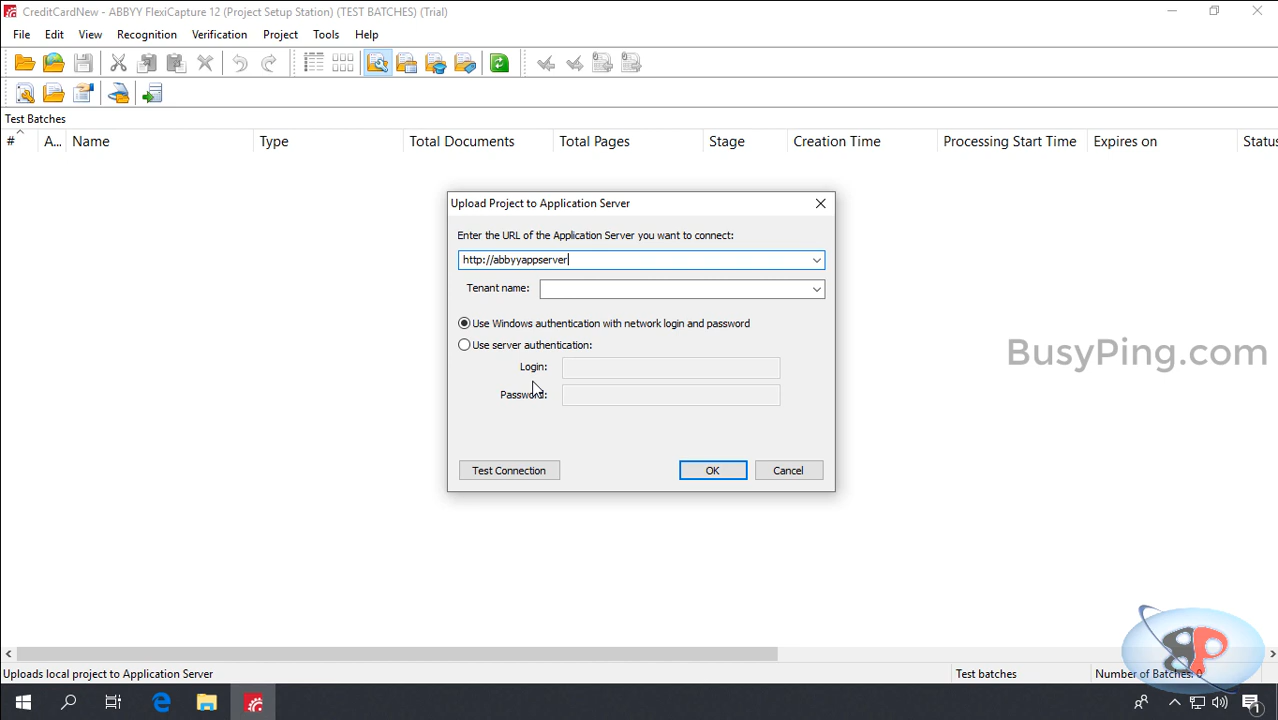 CreditCardNew - ABBYY FlexiCapture 12 (Project Setup Station) (TEST BATCHES) (Trial)
File Edit View Recognition Verification Project Tools Help
Test Batches
# A... Name Type Total Documents Total Pages Stage Creation Time Processing Start Time Expires on Status
Upload Project to Application Server
Enter the URL of the Application Server you want to connect:
http://abbyyappserver
Tenant name:
Use Windows authentication with network login and password
Use server authentication:
Login:
Password:
Test Connection OK Cancel
BusyPing.com
Uploads local project to Application Server Test batches Number of Batches: 0
1